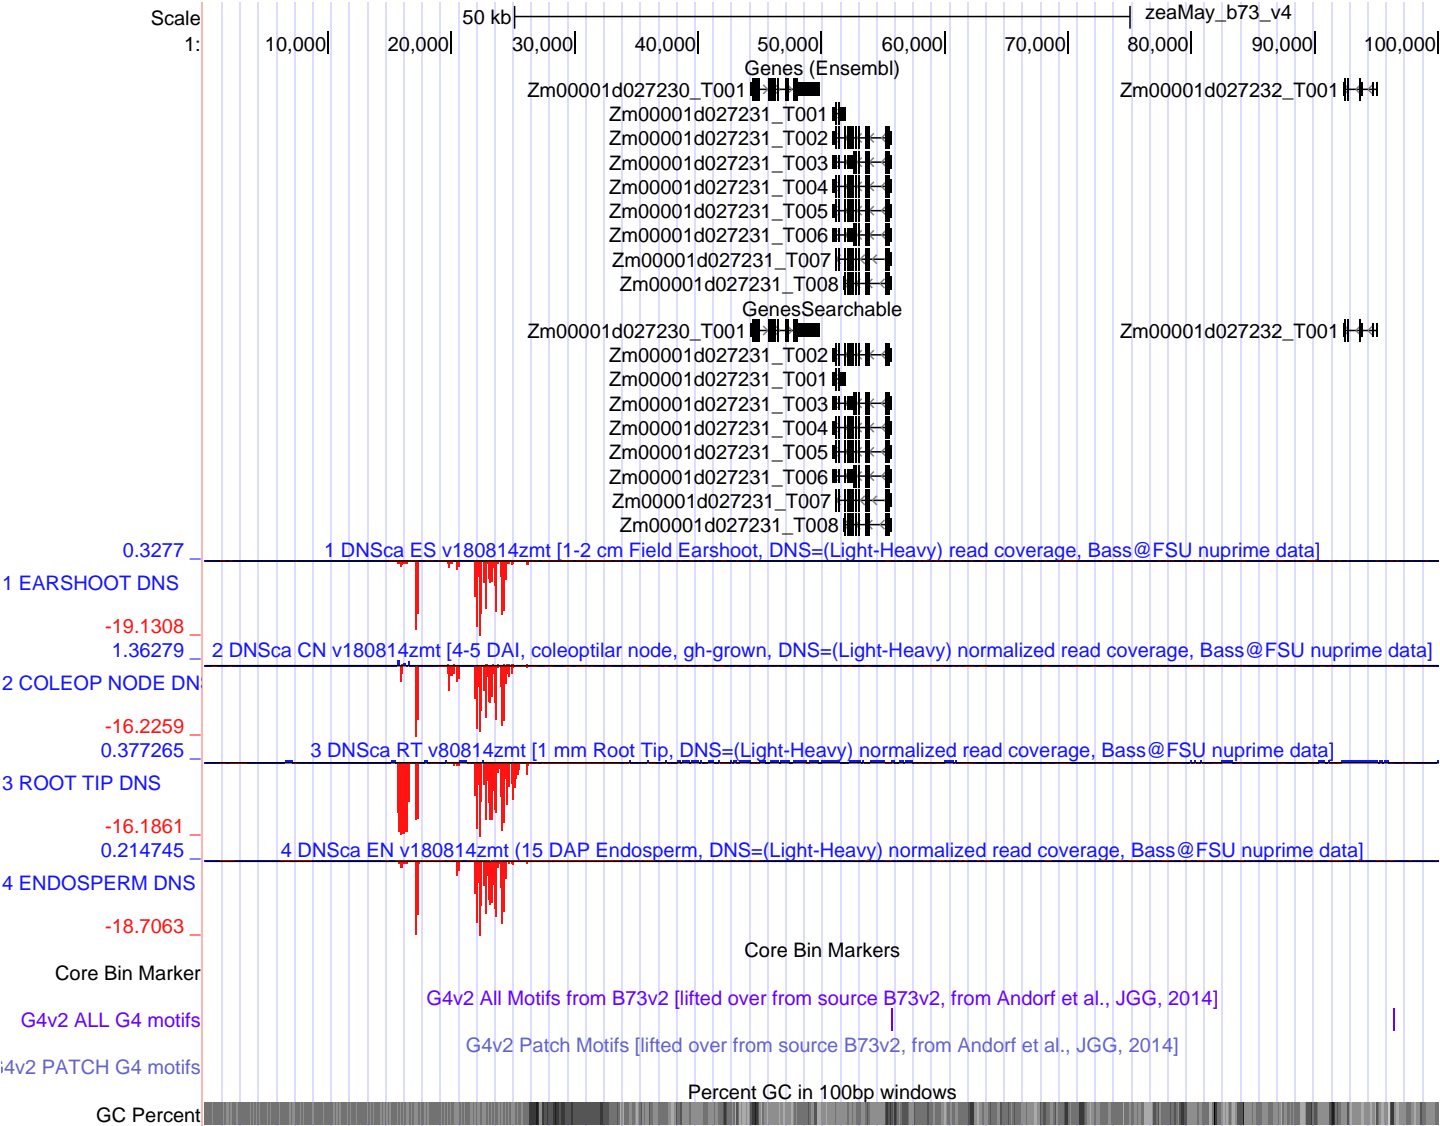 Scale 50 kb zeaMay_b73_v4
1: 10,000 20,000 30,000 40,000 50,000 60,000 70,000 80,000 90,000 100,000
Genes (Ensembl)
Zm00001d027230_T001 Zm00001d027232_T001
Zm00001d027231_T001
Zm00001d027231_T002
Zm00001d027231_T003
Zm00001d027231_T004
Zm00001d027231_T005
Zm00001d027231_T006
Zm00001d027231_T007
Zm00001d027231_T008
GenesSearchable
Zm00001d027230_T001 Zm00001d027232_T001
Zm00001d027231_T002
Zm00001d027231_T001
Zm00001d027231_T003
Zm00001d027231_T004
Zm00001d027231_T005
Zm00001d027231_T006
Zm00001d027231_T007
Zm00001d027231_T008
0.3277 _ 1 DNSca ES v180814zmt [1-2 cm Field Earshoot, DNS=(Light-Heavy) read coverage, Bass@FSU nuprime data]
1 EARSHOOT DNS
-19.1308 _
1.36279 _ 2 DNSca CN v180814zmt [4-5 DAI, coleoptilar node, gh-grown, DNS=(Light-Heavy) normalized read coverage, Bass@FSU nuprime data]
2 COLEOP NODE DN
-16.2259 _
0.377265 _ 3 DNSca RT v80814zmt [1 mm Root Tip, DNS=(Light-Heavy) normalized read coverage, Bass@FSU nuprime data]
3 ROOT TIP DNS
-16.1861 _
0.214745 _ 4 DNSca EN v180814zmt (15 DAP Endosperm, DNS=(Light-Heavy) normalized read coverage, Bass@FSU nuprime data]
4 ENDOSPERM DNS
-18.7063 _
Core Bin Markers
Core Bin Marker
G4v2 All Motifs from B73v2 [lifted over from source B73v2, from Andorf et al., JGG, 2014]
G4v2 ALL G4 motifs
G4v2 Patch Motifs [lifted over from source B73v2, from Andorf et al., JGG, 2014]
4v2 PATCH G4 motifs
Percent GC in 100bp windows
GC Percent